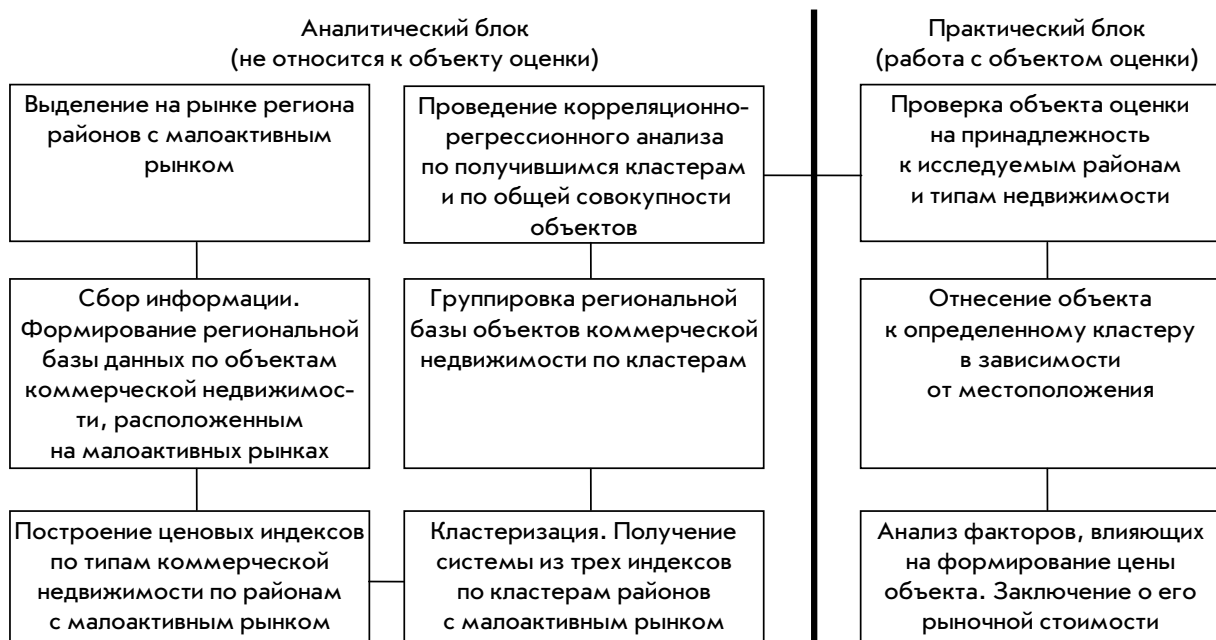 Аналитический блок
(не относится к объекту оценки)
Выделение на рынке региона
районов с малоактивным
рынком
Сбор информации.
Формирование региональной
базы данных по объектам
коммерческой недвижимос-
ти, расположенным
на малоактивных рынках
Построение ценовых индексов
по типам коммерческой
недвижимости по районам
с малоактивным рынком
Кластеризация. Получение
системы из трех индексов
по кластерам районов
с малоактивным рынком
Группировка региональной
базы объектов коммерческой
недвижимости по кластерам
Проведение корреляционно-
регрессионного анализа
по получившимся кластерам
и по общей совокупности
объектов
Практический блок
(работа с объектом оценки)
Проверка объекта оценки
на принадлежность
к исследуемым районам
и типам недвижимости
Отнесение объекта
к определенному кластеру
в зависимости
от местоположения
Анализ факторов, влияющих
на формирование цены
объекта. Заключение о его
рыночной стоимости